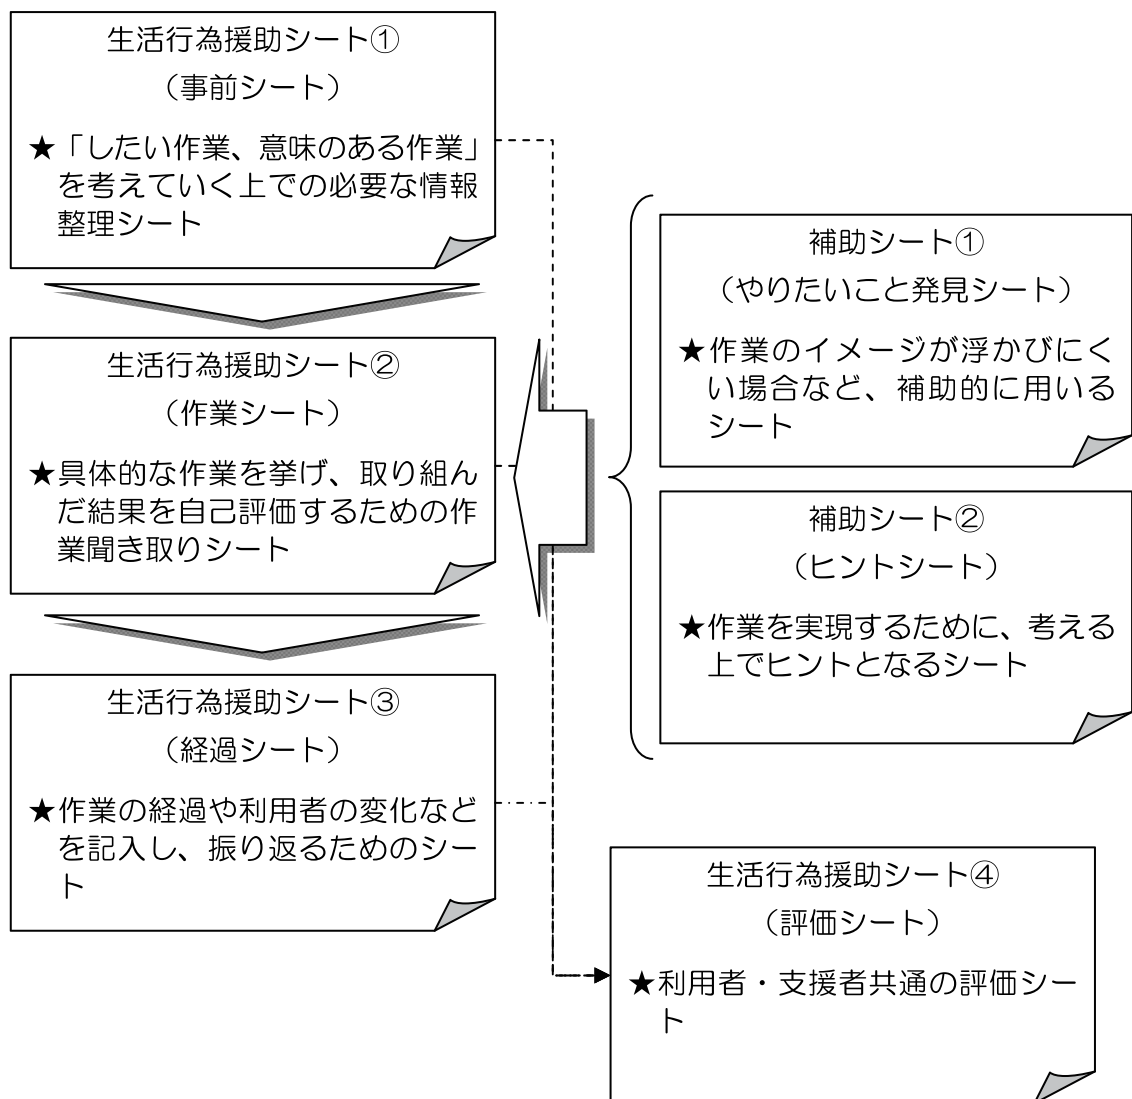 生活行為援助シート①
（事前シート）
★「したい作業、意味のある作業」
を考えていく上での必要な情報
整理シート
生活行為援助シート②
（作業シート）
★具体的な作業を挙げ、取り組ん
だ結果を自己評価するための作
業聞き取りシート
生活行為援助シート③
（経過シート）
★作業の経過や利用者の変化など
を記入し、振り返るためのシー
ト
補助シート①
（やりたいこと発見シート）
★作業のイメージが浮かびにく
い場合など、補助的に用いる
シート
補助シート②
（ヒントシート）
★作業を実現するために、考える
上でヒントとなるシート
生活行為援助シート④
（評価シート）
★利用者・支援者共通の評価シー
ト